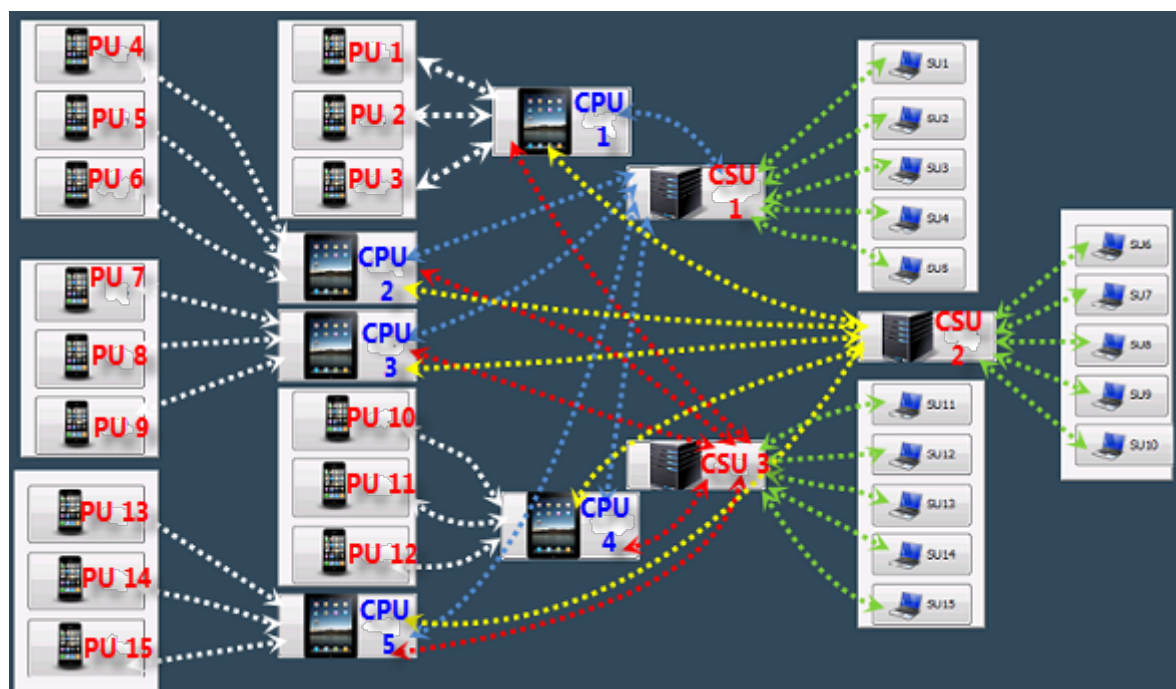 PU 4
PU 5
PU 6
PU 1
PU 2
PU 3
CPU
1
CSU
1
SU1
SU2
SU3
SU4
SU5
CPU
2
PU 7
PU 8
PU 9
CPU
3
CSU
2
SU6
SU7
SU8
SU9
SU10
PU 10
PU 11
PU 12
CSU 3
CPU
4
SU11
SU12
SU13
SU14
SU15
PU 13
PU 14
PU 15
CPU
5